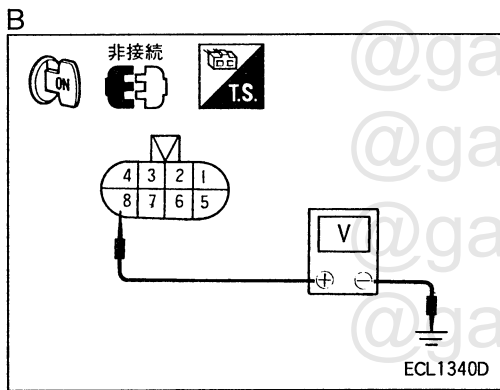 B
@ga
ON
非接続
T.S.
@ga
4 3 2 1
8 7 6 5
@ga
V
+ −
@ga
ECL1340D